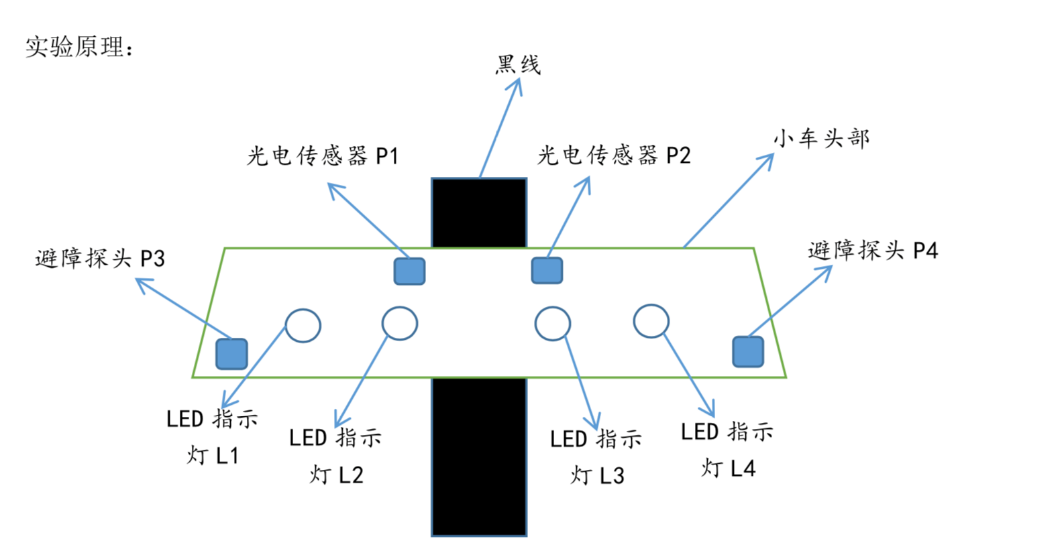 实验原理：
黑线
小车头部
光电传感器 P1
光电传感器 P2
避障探头 P3
避障探头 P4
LED 指示
灯 L1
LED 指示
灯 L2
LED 指示
灯 L3
LED 指示
灯 L4